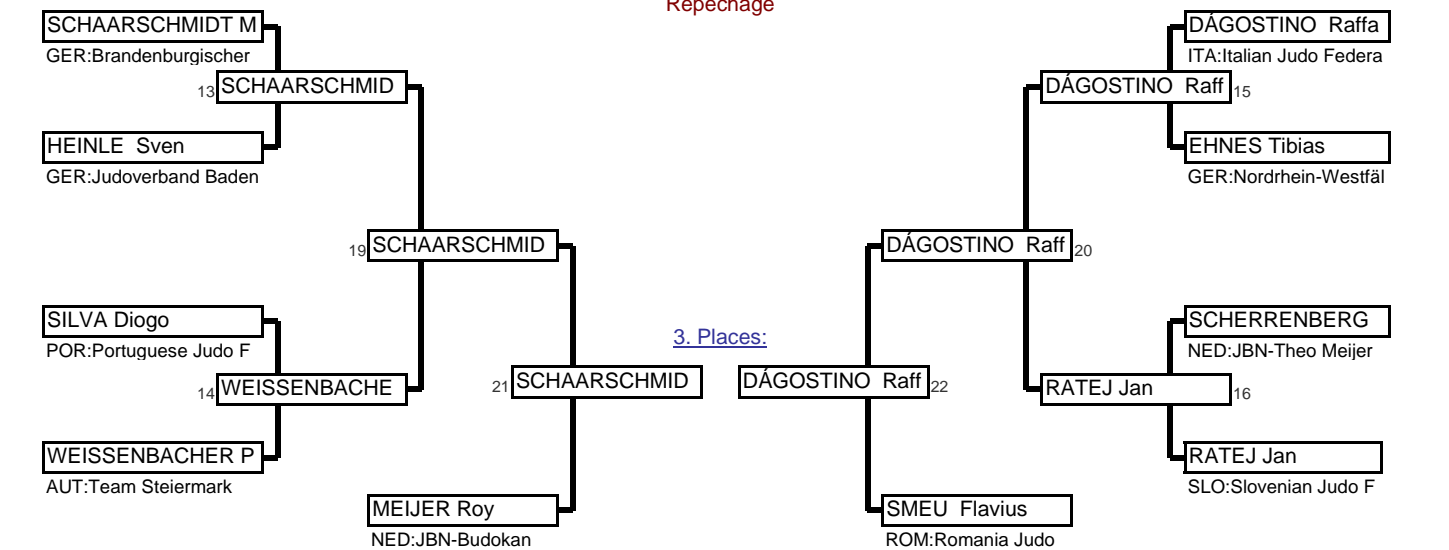 Repechage
SCHAARSCHMIDT M
GER:Brandenburgischer
13 SCHAARSCHMID
HEINLE Sven
GER:Judoverband Baden
19 SCHAARSCHMID
SILVA Diogo
POR:Portuguese Judo F
14 WEISSENBACHE
WEISSENBACHER P
AUT:Team Steiermark
21 SCHAARSCHMID
MEIJER Roy
NED:JBN-Budokan
3. Places:
DÁGOSTINO Raffa
ITA:Italian Judo Federa
DÁGOSTINO Raff 15
EHNES Tibias
GER:Nordrhein-Westfäl
DÁGOSTINO Raff 20
SCHERRENBERG
NED:JBN-Theo Meijer
RATEJ Jan 16
RATEJ Jan
SLO:Slovenian Judo F
DÁGOSTINO Raff 22
SMEU Flavius
ROM:Romania Judo